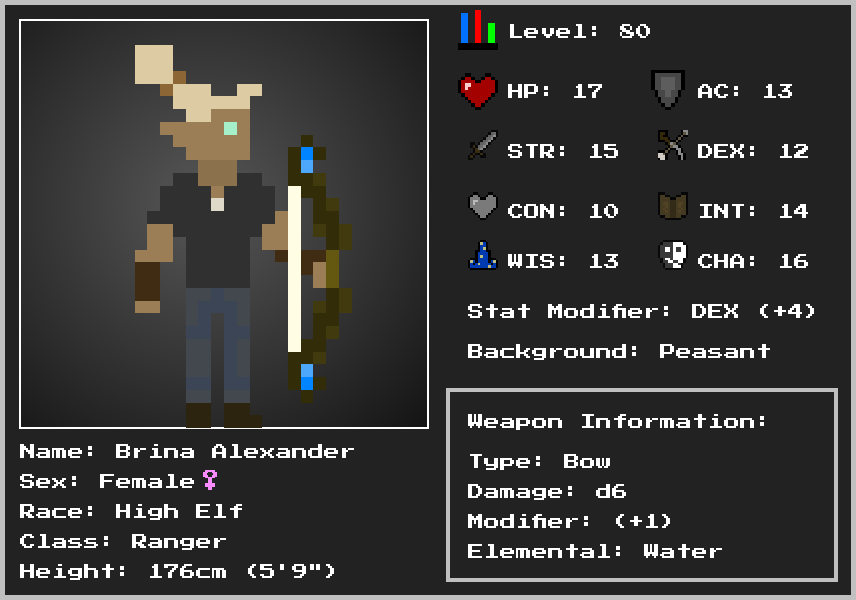 Level: 80
HP: 17
AC: 13
STR: 15
DEX: 12
CON: 10
INT: 14
WIS: 13
CHA: 16
Stat Modifier: DEX (+4)
Background: Peasant
Name: Brina Alexander
Sex: Female♀
Race: High Elf
Class: Ranger
Height: 176cm (5'9")
Weapon Information:
Type: Bow
Damage: d6
Modifier: (+1)
Elemental: Water